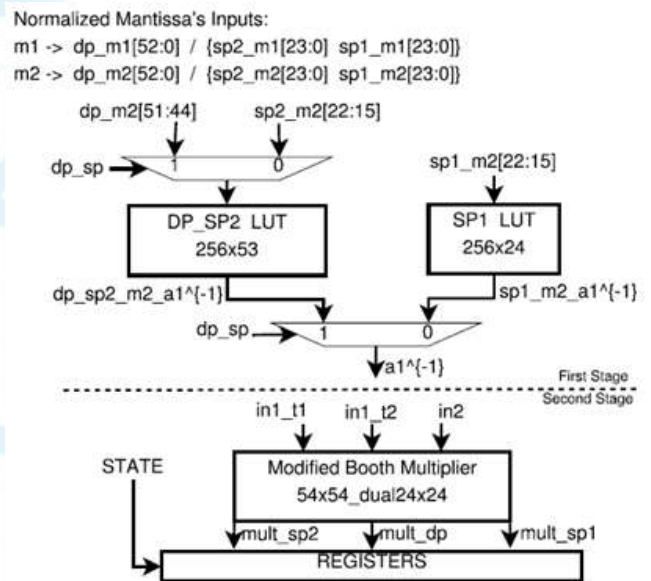 Normalized Mantissa's Inputs:
m1 -> dp_m1[52:0] / {sp2_m1[23:0] sp1_m1[23:0]}
m2 -> dp_m2[52:0] / {sp2_m2[23:0] sp1_m2[23:0]}
dp_m2[51:44] sp2_m2[22:15]
dp_sp 1 0 sp1_m2[22:15]
DP_SP2 LUT SP1 LUT
256x53 256x24
dp_sp2_m2_a1^{-1} sp1_m2_a1^{-1}
dp_sp 1 0
a1^{-1}
First Stage
Second Stage
in1_t1 in1_t2 in2
STATE Modified Booth Multiplier
54x54_dual24x24
mult_sp2 mult_dp mult_sp1
REGISTERS